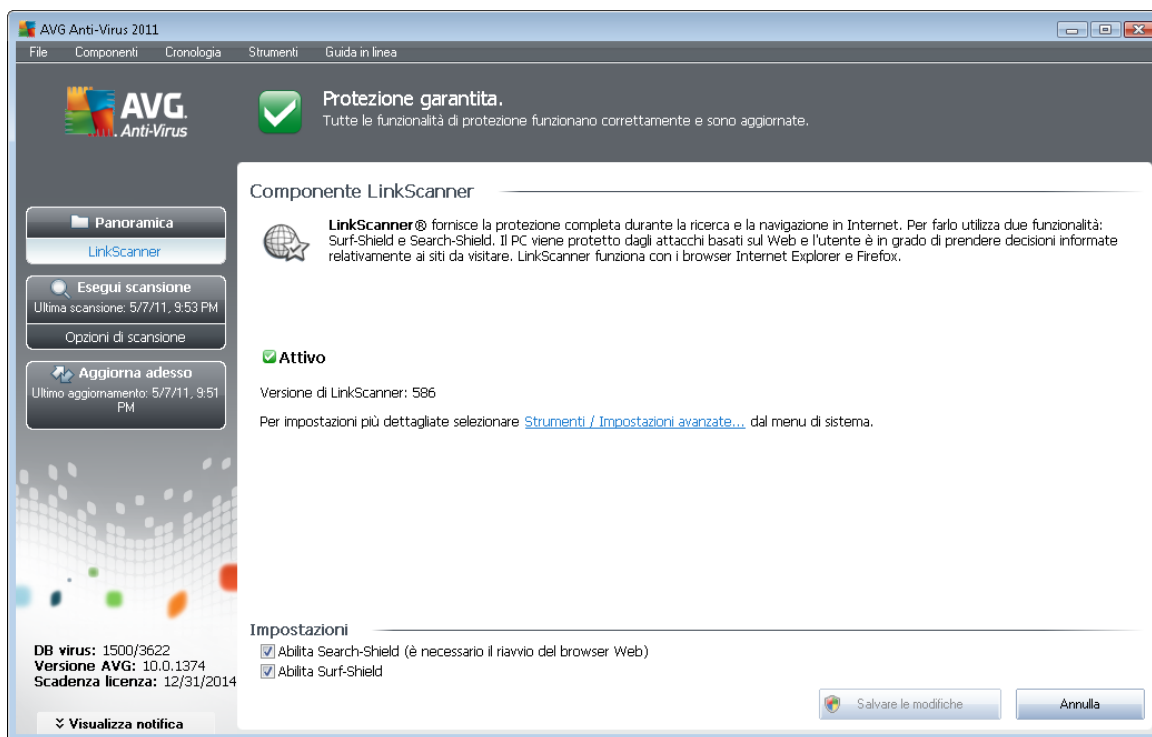 AVG Anti-Virus 2011
File Componenti Cronologia Strumenti Guida in linea
AVG.
Anti-Virus
Protezione garantita.
Tutte le funzionalità di protezione funzionano correttamente e sono aggiornate.
Panoramica
LinkScanner
Esegui scansione
Ultima scansione: 5/7/11, 9:53 PM
Opzioni di scansione
Aggiorna adesso
Ultimo aggiornamento: 5/7/11, 9:51
PM
DB virus: 1500/3622
Versione AVG: 10.0.1374
Scadenza licenza: 12/31/2014
Visualizza notifica
Componente LinkScanner
LinkScanner® fornisce la protezione completa durante la ricerca e la navigazione in Internet. Per farlo utilizza due funzionalità:
Surf-Shield e Search-Shield. Il PC viene protetto dagli attacchi basati sul Web e l'utente è in grado di prendere decisioni informate
relativamente ai siti da visitare. LinkScanner funziona con i browser Internet Explorer e Firefox.
Attivo
Versione di LinkScanner: 586
Per impostazioni più dettagliate selezionare Strumenti / Impostazioni avanzate... dal menu di sistema.
Impostazioni
Abilita Search-Shield (è necessario il riavvio del browser Web)
Abilita Surf-Shield
Salvare le modifiche
Annulla